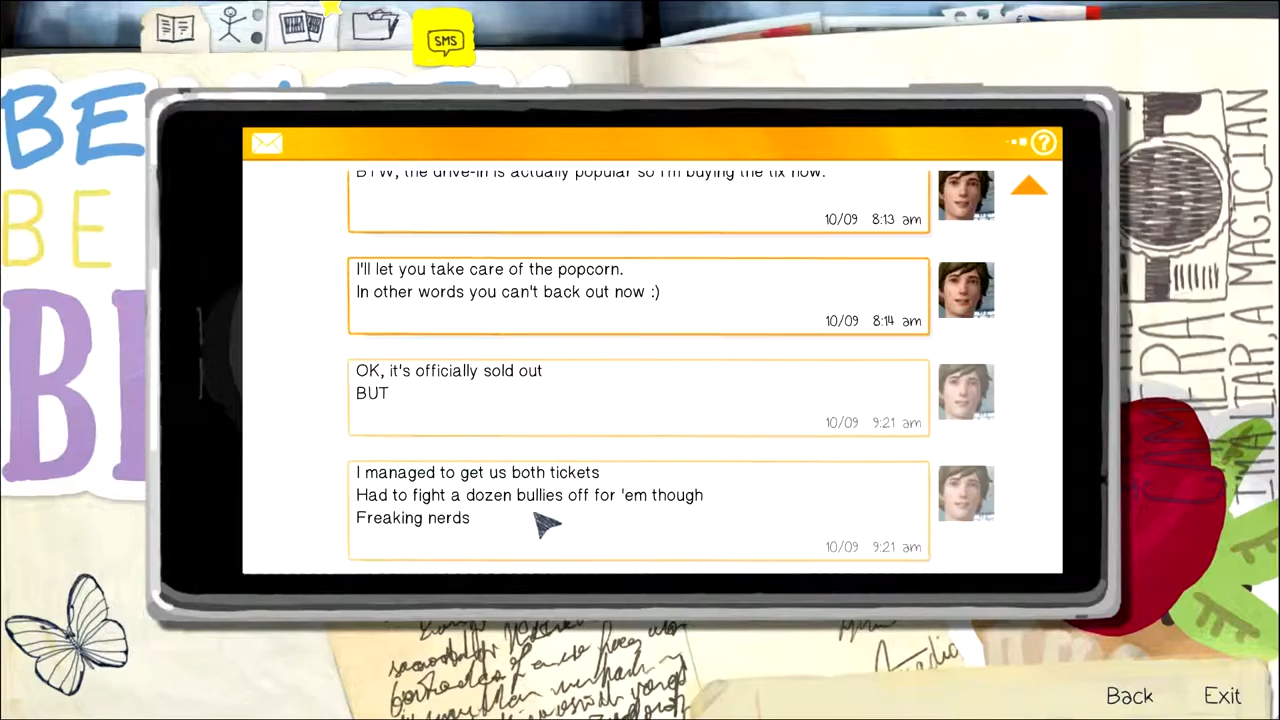 SMS
BE
BE
BTW, the drive-in is actually popular so I'm buying the tix now.
10/09 8:13 am
I'll let you take care of the popcorn.
In other words you can't back out now :)
10/09 8:14 am
OK, it's officially sold out
BUT
10/09 9:21 am
I managed to get us both tickets
Had to fight a dozen bullies off for 'em though
Freaking nerds
10/09 9:21 am
?
LIAR, A MAGICIAN
Back
Exit